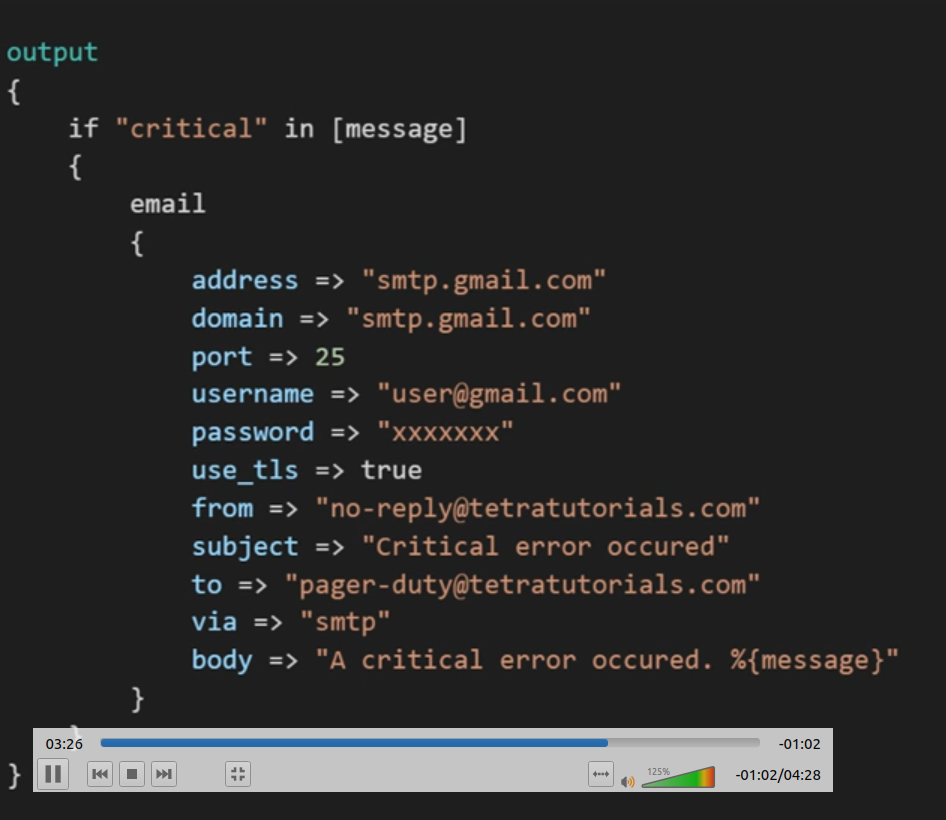 output
{
    if "critical" in [message]
    {
        email
        {
            address => "smtp.gmail.com"
            domain => "smtp.gmail.com"
            port => 25
            username => "user@gmail.com"
            password => "xxxxxxx"
            use_tls => true
            from => "no-reply@tetratutorials.com"
            subject => "Critical error occured"
            to => "pager-duty@tetratutorials.com"
            via => "smtp"
            body => "A critical error occured. %{message}"
        }
    }
}
03:26 -01:02
125% -01:02/04:28